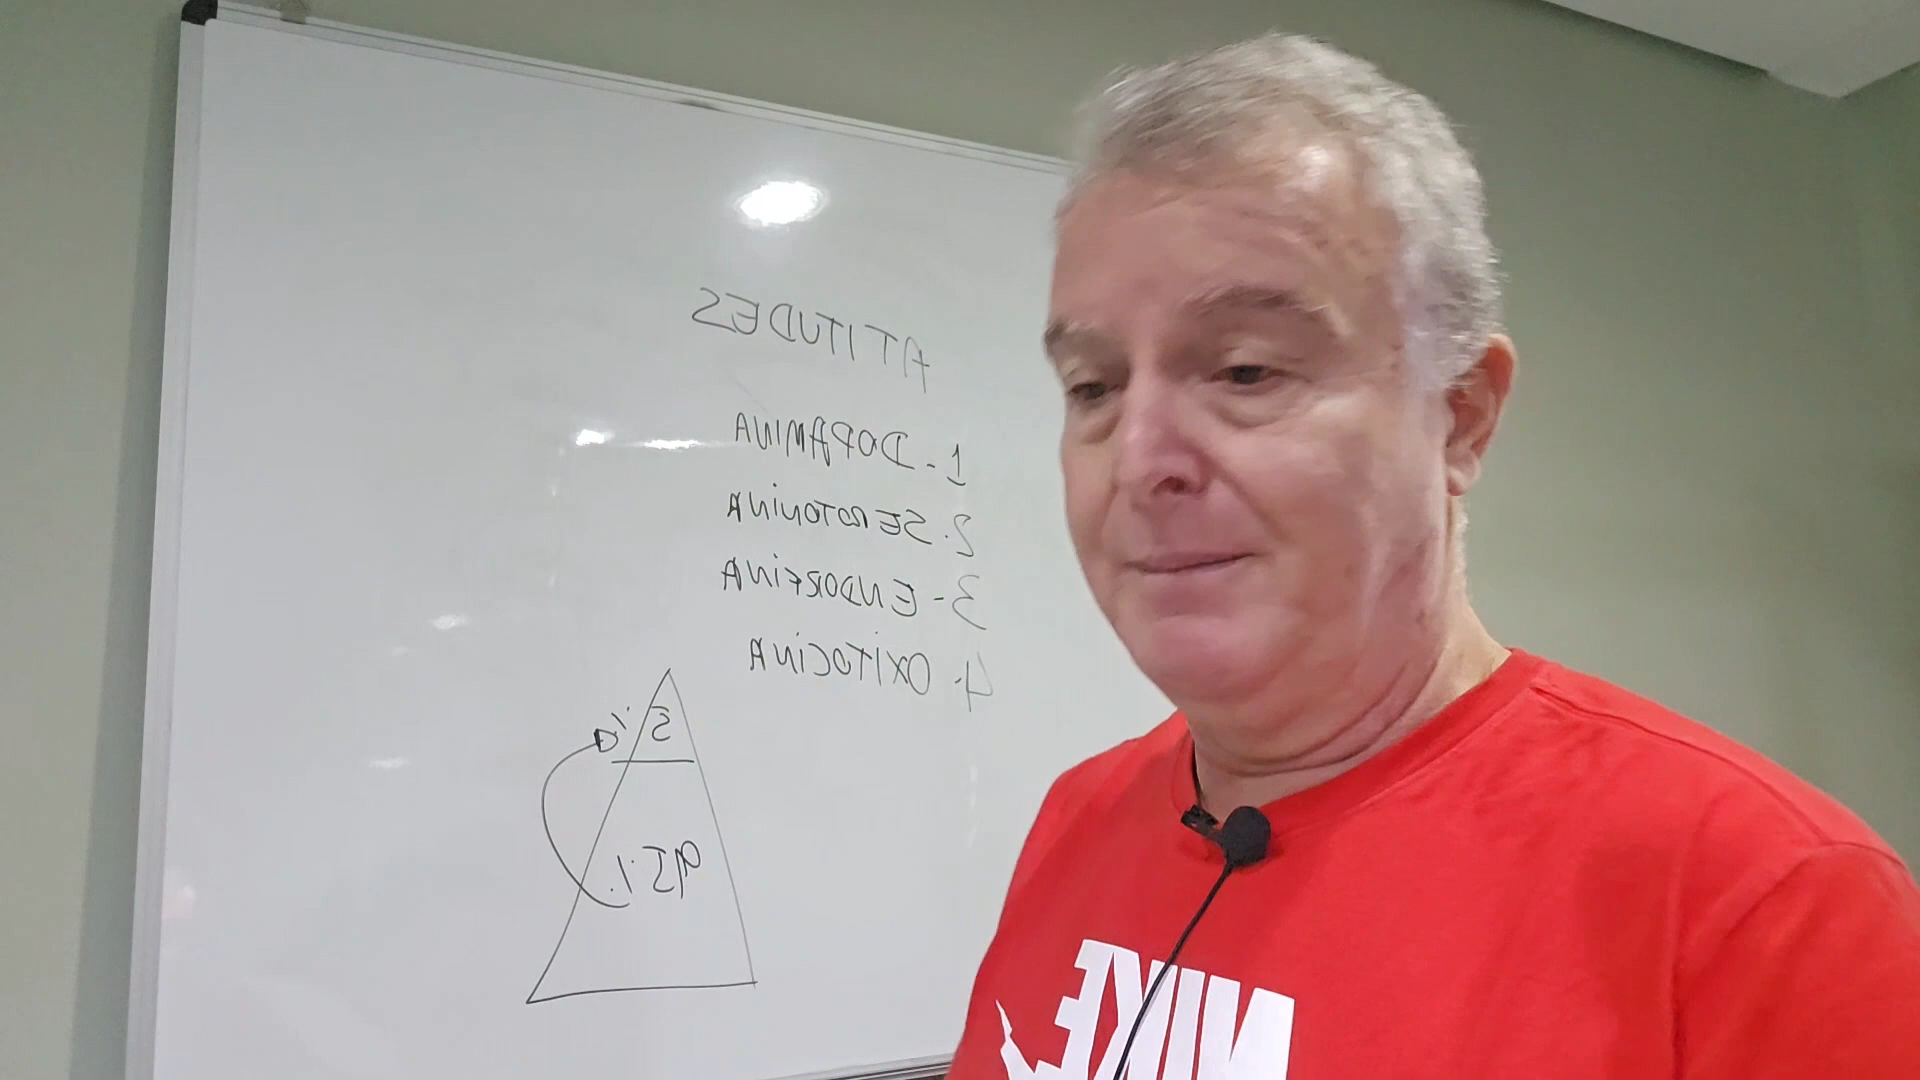 ATITUDES
1- DOPAMINA
2. SEROTONINA
3- ENDORFINA
4. OXITOCINA
5%
95%
NIKE